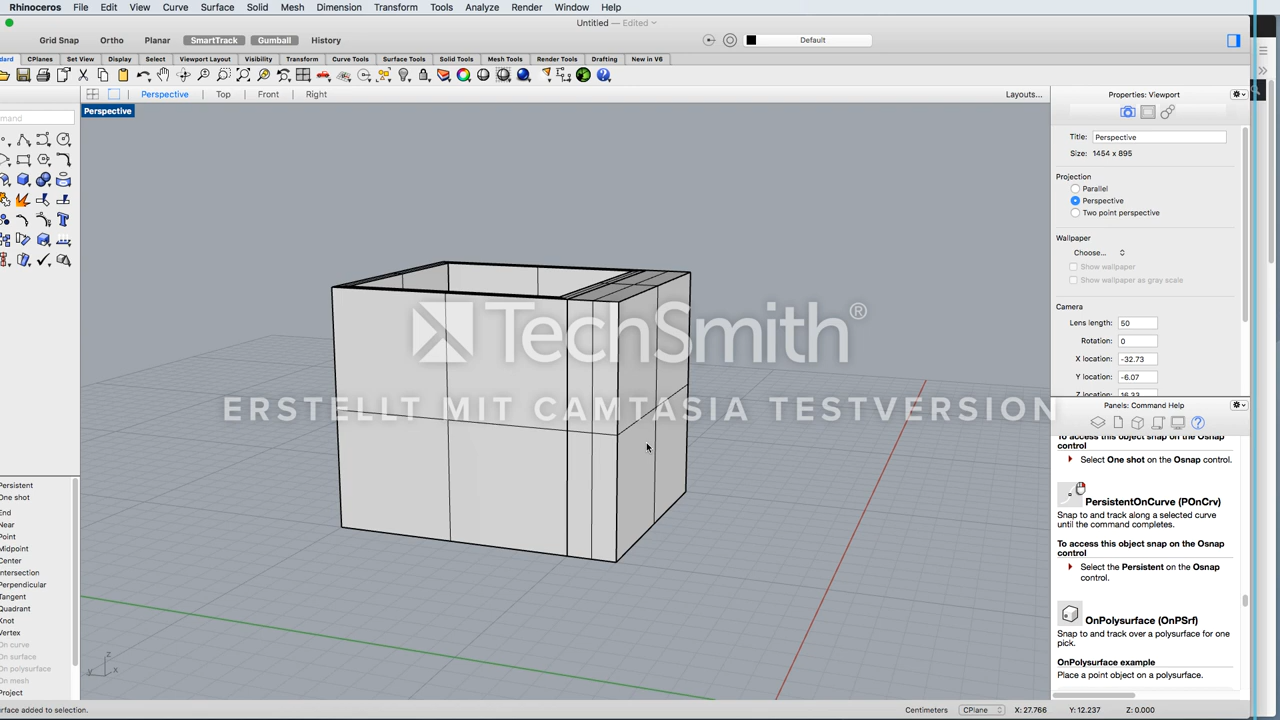 Rhinoceros File Edit View Curve Surface Solid Mesh Dimension Transform Tools Analyze Render Window Help
Untitled — Edited
Grid Snap Ortho Planar SmartTrack Gumball History Default
dard CPlanes Set View Display Select Viewport Layout Visibility Transform Curve Tools Surface Tools Solid Tools Mesh Tools Render Tools Drafting New in V6
Perspective Top Front Right Layouts...
Perspective
mand
Persistent
One shot
End
Near
Point
Midpoint
Center
ntersection
Perpendicular
Tangent
Quadrant
Knot
Vertex
On curve
On surface
On polysurface
On mesh
Project
z
y
x
TechSmith®
ERSTELLT MIT CAMTASIA TESTVERSION
Properties: Viewport
Title: Perspective
Size: 1454 x 895
Projection
Parallel
Perspective
Two point perspective
Wallpaper
Choose...
Show wallpaper
Show wallpaper as gray scale
Camera
Lens length: 50
Rotation: 0
X location: -32.73
Y location: -6.07
Panels: Command Help
To access this object snap on the Osnap
control
Select One shot on the Osnap control.
PersistentOnCurve (POnCrv)
Snap to and track along a selected curve
until the command completes.
To access this object snap on the Osnap
control
Select the Persistent on the Osnap
control.
OnPolysurface (OnPSrf)
Snap to and track over a polysurface for one
pick.
OnPolysurface example
Place a point object on a polysurface.
rface added to selection. Centimeters CPlane X: 27.766 Y: 12.237 Z: 0.000